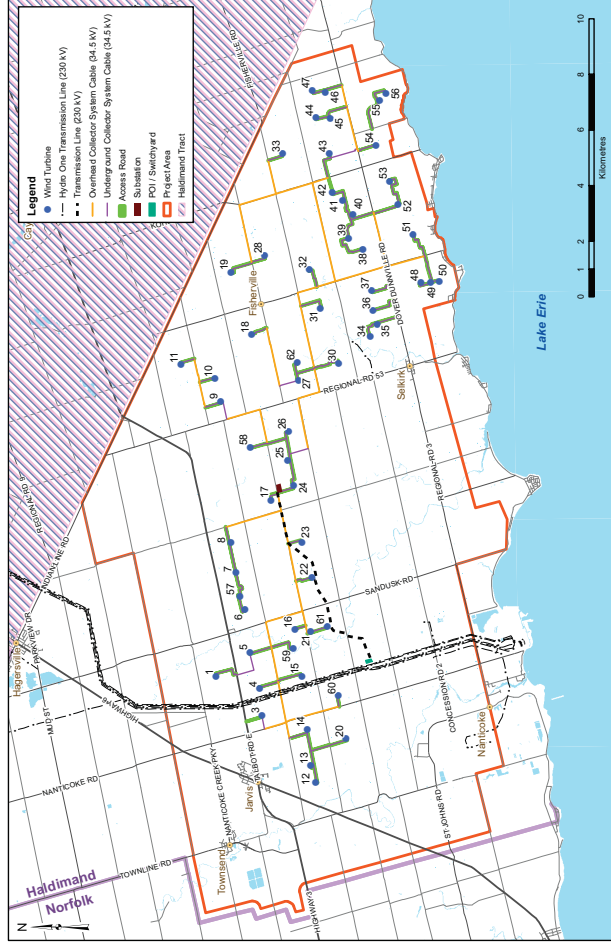 Legend
Wind Turbine
Hydro One Transmission Line (230 kV)
Transmission Line (230 kV)
Overhead Collector System Cable (34.5 kV)
Underground Collector System Cable (34.5 kV)
Access Road
Substation
PDI / Switchyard
Project Area
Haldimand Tract
N
Haldimand
Norfolk
TOWNLINE RD
NANTICOKE RD
MUD ST
Hagersville
PARKVIEW DR
INDIAN LINE RD
REGIONAL RD 9
HIGHWAY 6
FISHERVILLE RD
Townsend
NANTICOKE CREEK PKY
Jarvis
TALBOT RD E
HIGHWAY 3
Fisherville
REGIONAL RD 53
DOVER DUNNVILLE RD
Selkirk
REGIONAL RD 3
SANDUSK RD
CONCESSION RD 2
Nanticoke
ST JOHNS RD
Lake Erie
1
3
4
5
6
57
7
8
9
10
11
12
13
14
15
16
17
18
19
20
21
22
23
24
25
26
27
28
30
31
32
33
34
35
36
37
38
39
40
41
42
43
44
45
46
47
48
49
50
51
52
53
54
55
56
58
59
60
61
62
0
1
2
4
6
8
10
Kilometres